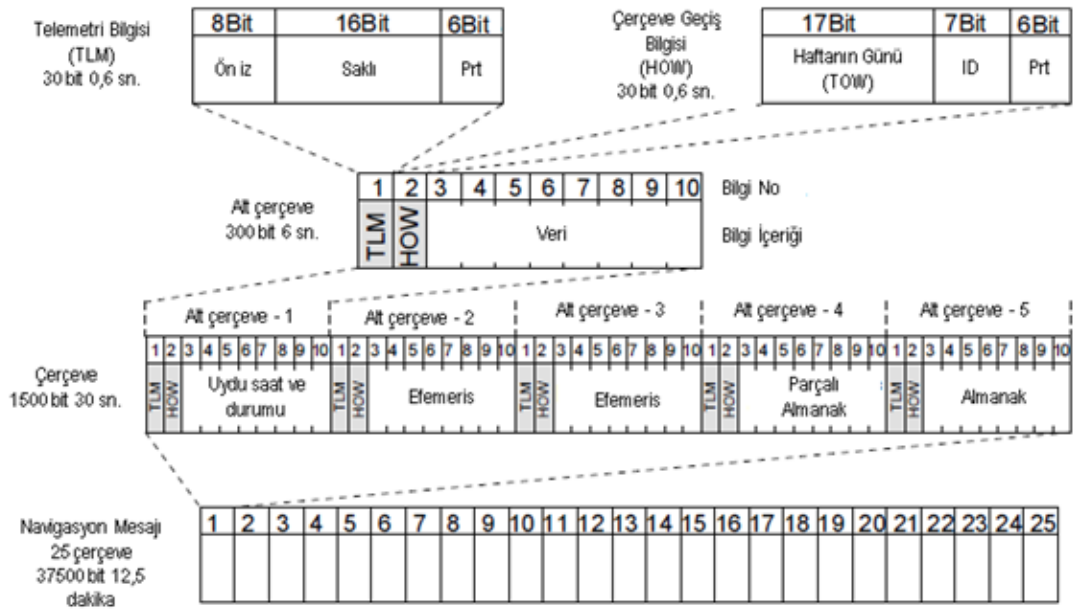 Telemetri Bilgisi
(TLM)
30 bit 0,6 sn.
8Bit 16Bit 6Bit
Ön iz Saklı Prt
Çerçeve Geçiş
Bilgisi
(HOW)
30 bit 0,6 sn.
17Bit 7Bit 6Bit
Haftanın Günü
(TOW)
ID Prt
Alt çerçeve
300 bit 6 sn.
1 2 3 4 5 6 7 8 9 10
Bilgi No
TLM HOW Veri
Bilgi İçeriği
Alt çerçeve - 1 Alt çerçeve - 2 Alt çerçeve - 3 Alt çerçeve - 4 Alt çerçeve - 5
Çerçeve
1500 bit 30 sn.
1 2 3 4 5 6 7 8 9 10 1 2 3 4 5 6 7 8 9 10 1 2 3 4 5 6 7 8 9 10 1 2 3 4 5 6 7 8 9 10 1 2 3 4 5 6 7 8 9 10
TLM HOW Uydu saat ve
durumu
TLM HOW Efemeris
TLM HOW Efemeris
TLM HOW Parçalı
Almanak
TLM HOW Almanak
Navigasyon Mesajı
25 çerçeve
37500 bit 12,5
dakika
1 2 3 4 5 6 7 8 9 10 11 12 13 14 15 16 17 18 19 20 21 22 23 24 25